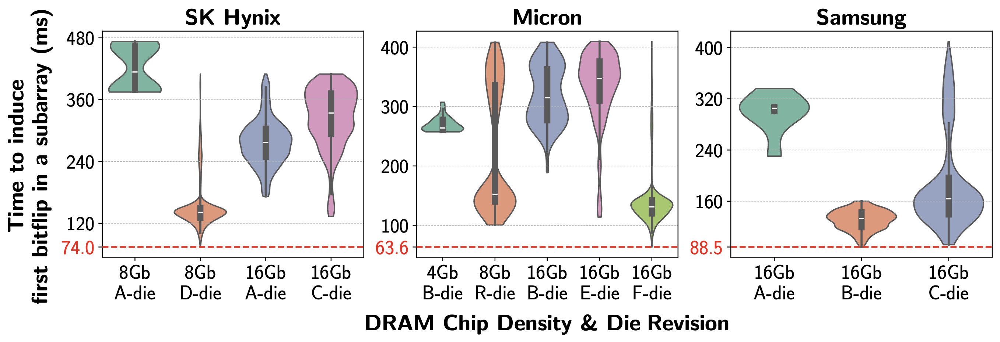 SK Hynix
Micron
Samsung
Time to induce
first bitflip in a subarray (ms)
480
360
240
120
74.0
400
300
200
100
63.6
400
320
240
160
88.5
8Gb
A-die
8Gb
D-die
16Gb
A-die
16Gb
C-die
4Gb
B-die
8Gb
R-die
16Gb
B-die
16Gb
E-die
16Gb
F-die
16Gb
A-die
16Gb
B-die
16Gb
C-die
DRAM Chip Density & Die Revision